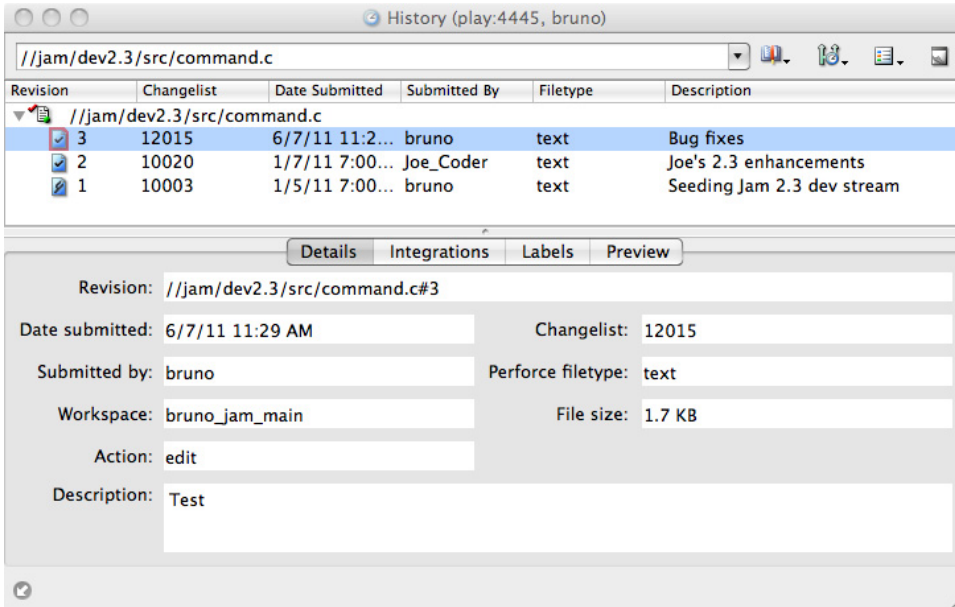 History (play:4445, bruno)
//jam/dev2.3/src/command.c
Revision Changelist Date Submitted Submitted By Filetype Description
//jam/dev2.3/src/command.c
3 12015 6/7/11 11:2... bruno text Bug fixes
2 10020 1/7/11 7:00... Joe_Coder text Joe's 2.3 enhancements
1 10003 1/5/11 7:00... bruno text Seeding Jam 2.3 dev stream
Details Integrations Labels Preview
Revision: //jam/dev2.3/src/command.c#3
Date submitted: 6/7/11 11:29 AM Changelist: 12015
Submitted by: bruno Perforce filetype: text
Workspace: bruno_jam_main File size: 1.7 KB
Action: edit
Description: Test